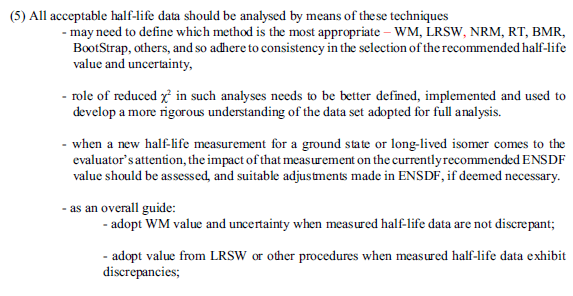 (5) All acceptable half-life data should be analysed by means of these techniques
- may need to define which method is the most appropriate – WM, LRSW, NRM, RT, BMR,
BootStrap, others, and so adhere to consistency in the selection of the recommended half-life
value and uncertainty,
- role of reduced χ² in such analyses needs to be better defined, implemented and used to
develop a more rigorous understanding of the data set adopted for full analysis.
- when a new half-life measurement for a ground state or long-lived isomer comes to the
evaluator's attention, the impact of that measurement on the currently recommended ENSDF
value should be assessed, and suitable adjustments made in ENSDF, if deemed necessary.
- as an overall guide:
- adopt WM value and uncertainty when measured half-life data are not discrepant;
- adopt value from LRSW or other procedures when measured half-life data exhibit
discrepancies;